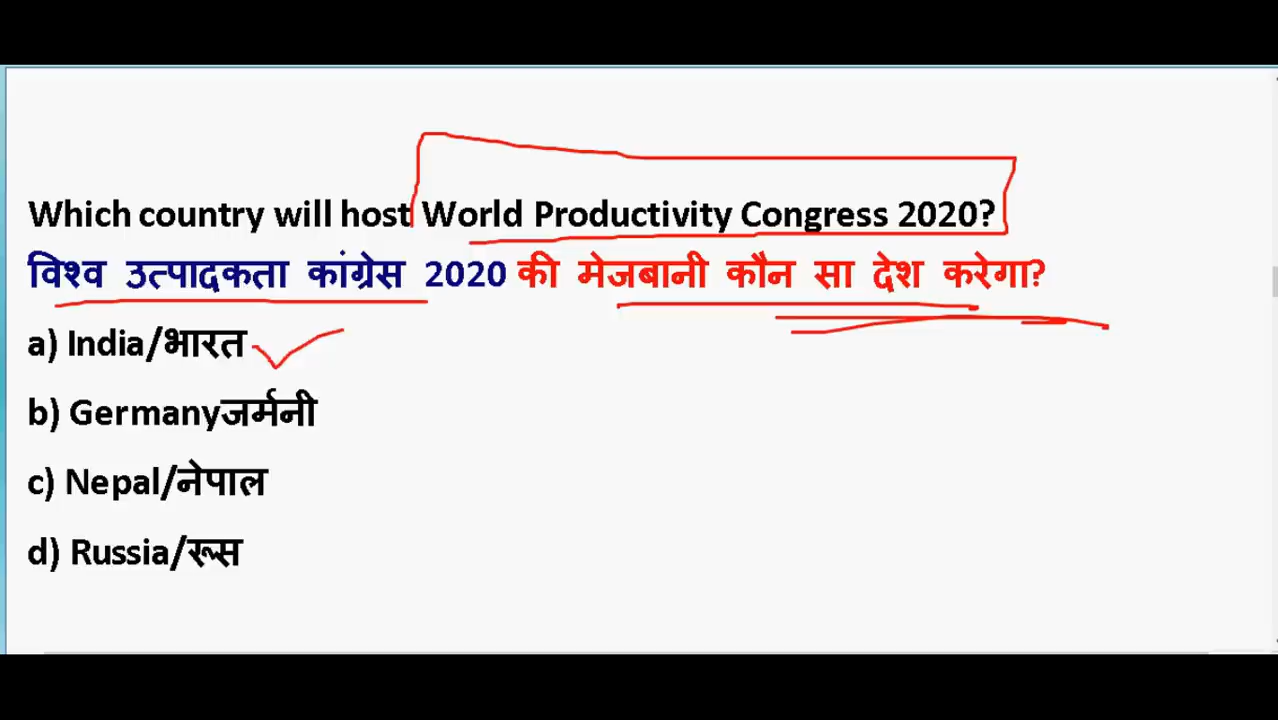 Which country will host World Productivity Congress 2020?
विश्व उत्पादकता कांग्रेस 2020 की मेजबानी कौन सा देश करेगा?
a) India/भारत
b) Germanyजर्मनी
c) Nepal/नेपाल
d) Russia/रूस